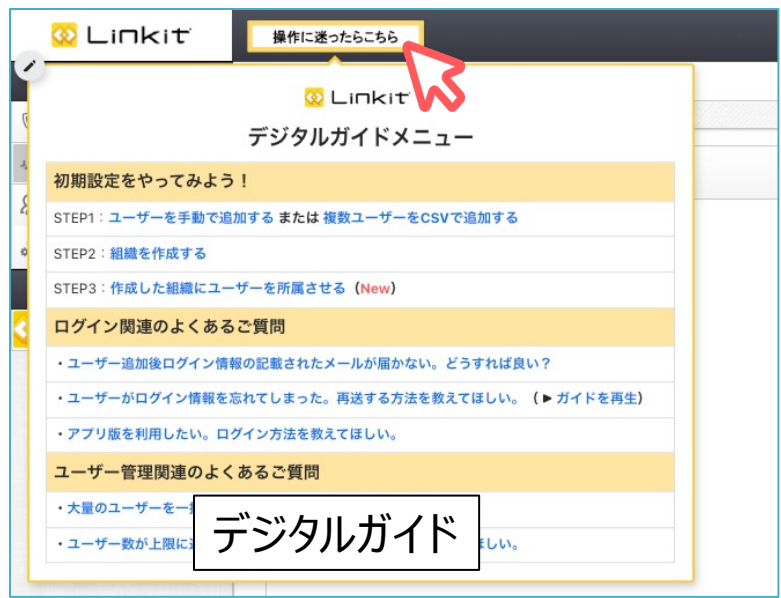 Linkit
操作に迷ったらこちら
Linkit
デジタルガイドメニュー
初期設定をやってみよう！
STEP1：ユーザーを手動で追加する または 複数ユーザーをCSVで追加する
STEP2：組織を作成する
STEP3：作成した組織にユーザーを所属させる（New）
ログイン関連のよくあるご質問
・ユーザー追加後ログイン情報の記載されたメールが届かない。どうすれば良い？
・ユーザーがログイン情報を忘れてしまった。再送する方法を教えてほしい。（▶ガイドを再生）
・アプリ版を利用したい。ログイン方法を教えてほしい。
ユーザー管理関連のよくあるご質問
・大量のユーザーを一
・ユーザー数が上限に
しい。
デジタルガイド